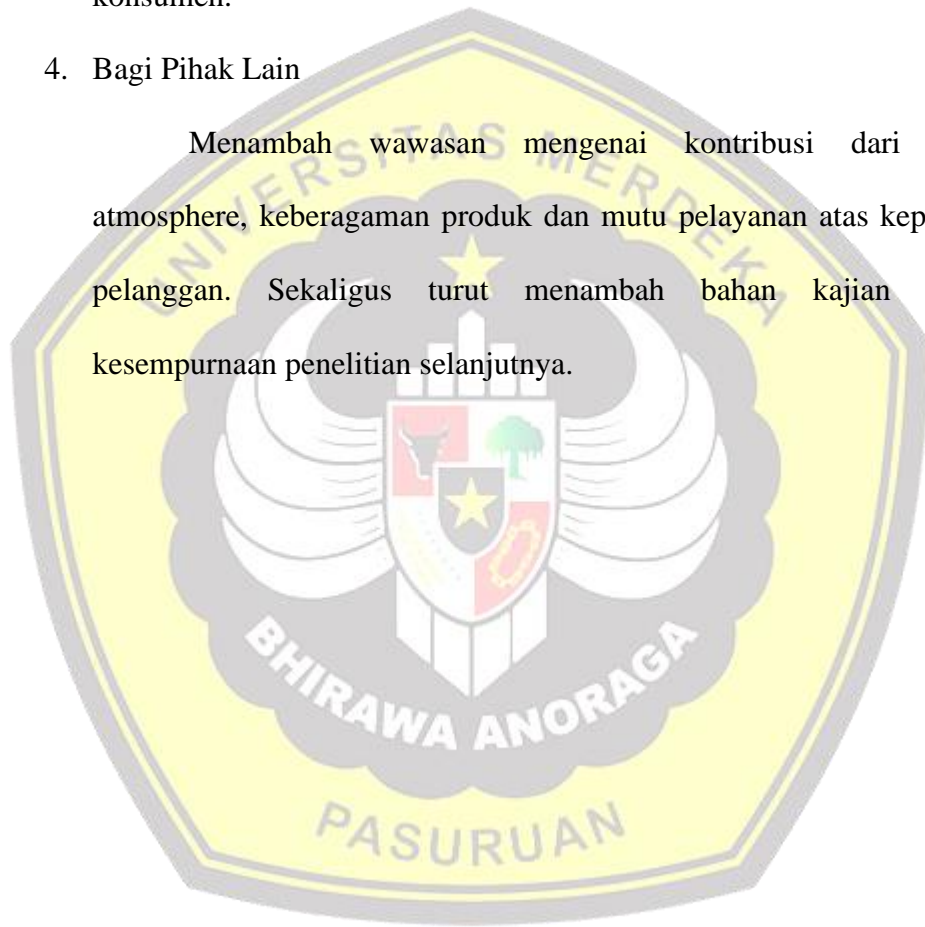 konsumen.
4. Bagi Pihak Lain
Menambah wawasan mengenai kontribusi dari
atmosphere, keberagaman produk dan mutu pelayanan atas kep
pelanggan. Sekaligus turut menambah bahan kajian
kesempurnaan penelitian selanjutnya.
UNIVERSITAS MERDEKA
BHIRAWA ANORAGA
PASURUAN